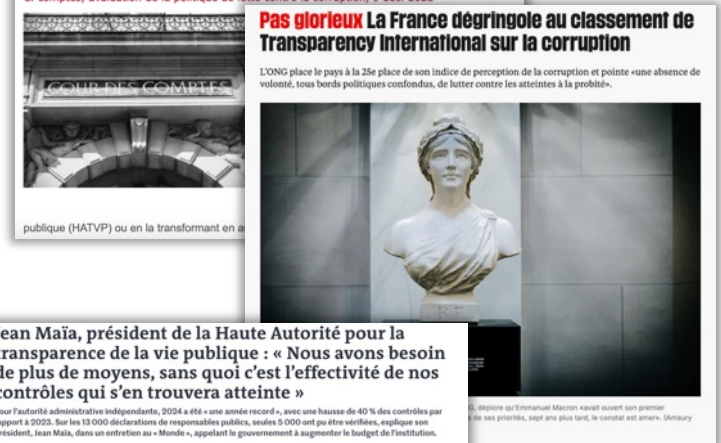 COUR DES COMPTES
publique (HATVP) ou en la transformant en a
Pas glorieux La France dégringole au classement de
Transparency International sur la corruption
L'ONG place le pays à la 25e place de son indice de perception de la corruption et pointe «une absence de
volonté, tous bords politiques confondus, de lutter contre les atteintes à la probité».
RF
G, déplore qu'Emmanuel Macron «avait ouvert son premier
de ses priorités, sept ans plus tard, le constat est amer». (Amaury
Jean Maïa, président de la Haute Autorité pour la
transparence de la vie publique : « Nous avons besoin
de plus de moyens, sans quoi c'est l'effectivité de nos
contrôles qui s'en trouvera atteinte »
our l'autorité administrative indépendante, 2024 a été « une année record », avec une hausse de 40 % des contrôles par
apport à 2023. Sur les 13 000 déclarations de responsables publics, seules 5 000 ont pu être vérifiées, explique son
résident, Jean Maïa, dans un entretien au « Monde », appelant le gouvernement à augmenter le budget de l'institution.